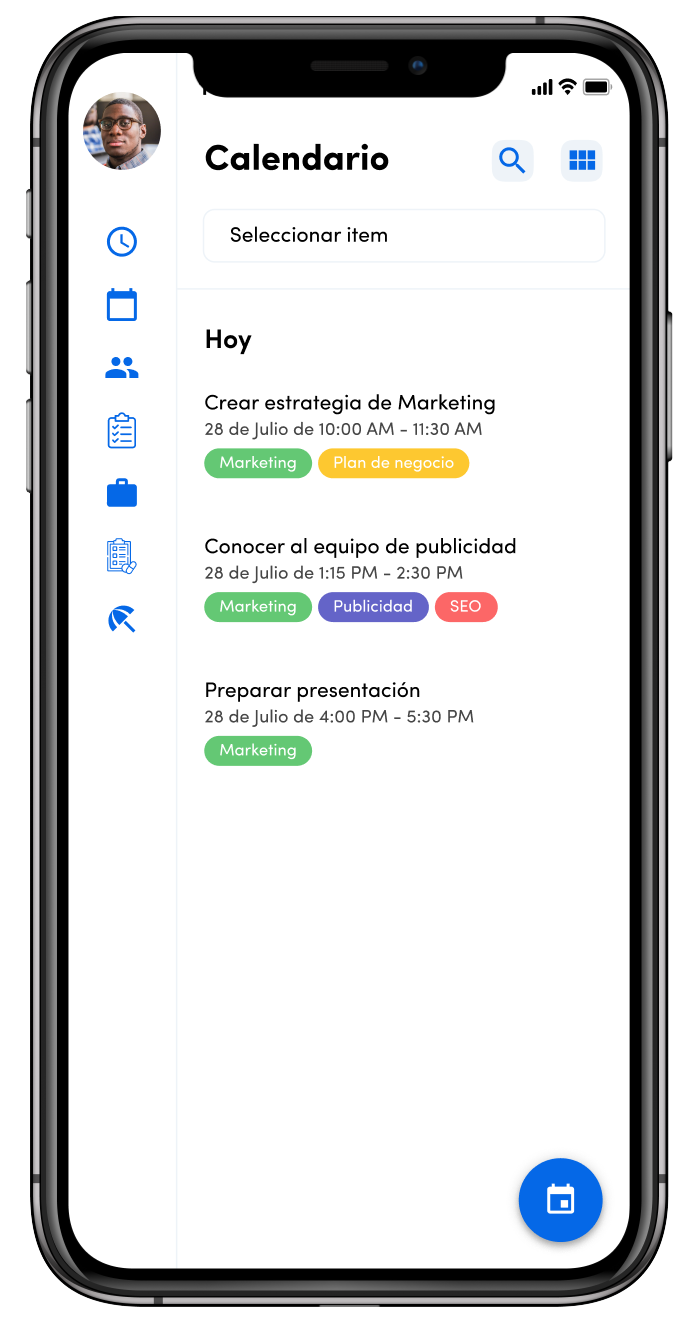 Calendario
Seleccionar item
Hoy
Crear estrategia de Marketing
28 de Julio de 10:00 AM - 11:30 AM
Marketing Plan de negocio
Conocer al equipo de publicidad
28 de Julio de 1:15 PM - 2:30 PM
Marketing Publicidad SEO
Preparar presentación
28 de Julio de 4:00 PM - 5:30 PM
Marketing